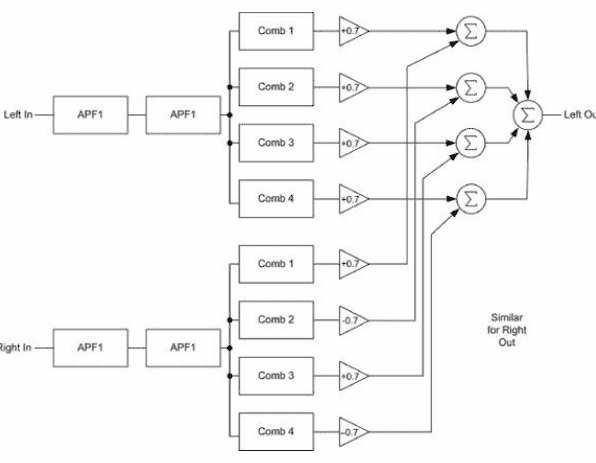 Comb 1
+0.7
Σ
Comb 2
+0.7
Σ
Left In
APF1
APF1
Σ
Left Ou
Comb 3
+0.7
Σ
Comb 4
+0.7
Σ
Comb 1
+0.7
Comb 2
-0.7
Similar
for Right
Out
Right In
APF1
APF1
Comb 3
+0.7
Comb 4
-0.7